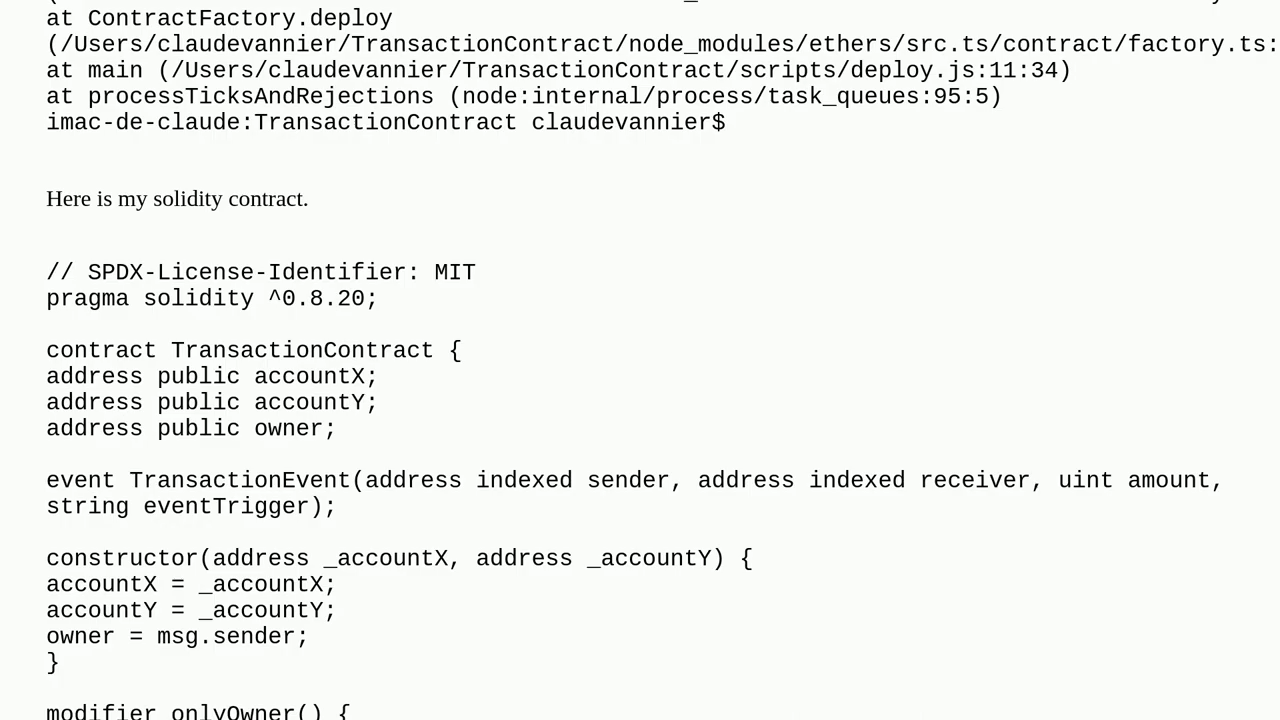 at ContractFactory.deploy
(/Users/claudevannier/TransactionContract/node_modules/ethers/src.ts/contract/factory.ts:
at main (/Users/claudevannier/TransactionContract/scripts/deploy.js:11:34)
at processTicksAndRejections (node:internal/process/task_queues:95:5)
imac-de-claude:TransactionContract claudevannier$
Here is my solidity contract.
// SPDX-License-Identifier: MIT
pragma solidity ^0.8.20;
contract TransactionContract {
address public accountX;
address public accountY;
address public owner;
event TransactionEvent(address indexed sender, address indexed receiver, uint amount,
string eventTrigger);
constructor(address _accountX, address _accountY) {
accountX = _accountX;
accountY = _accountY;
owner = msg.sender;
}
modifier onlyOwner() {